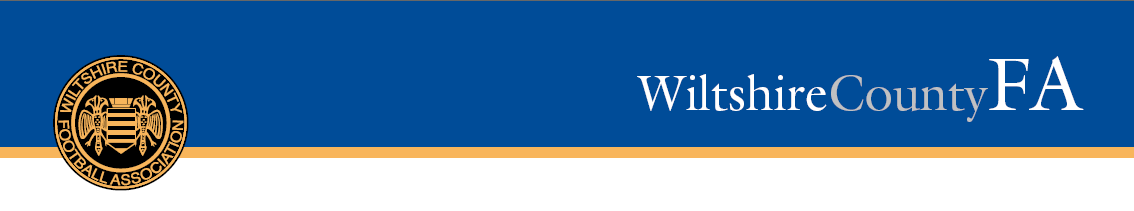 WILTSHIRE COUNTY
FOOTBALL ASSOCIATION
WiltshireCountyFA